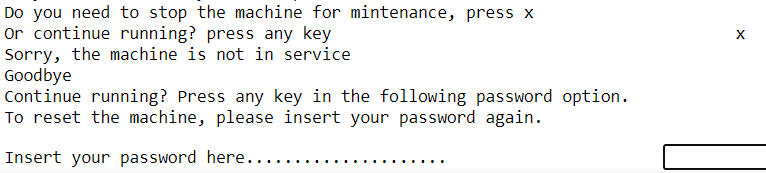 Do you need to stop the machine for mintenance, press x
Or continue running? press any key x
Sorry, the machine is not in service
Goodbye
Continue running? Press any key in the following password option.
To reset the machine, please insert your password again.
Insert your password here.....................